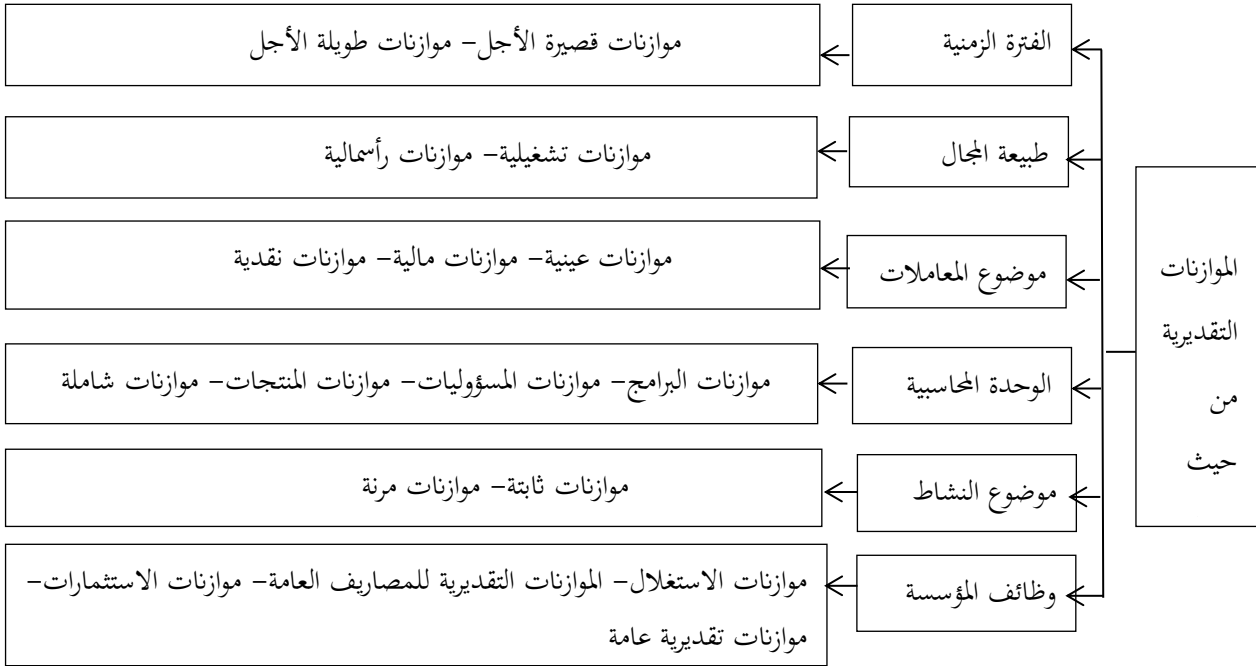 الموازنات
التقديرية
من
حيث
الفترة الزمنية
موازنات قصيرة الأجل– موازنات طويلة الأجل
طبيعة المجال
موازنات تشغيلية– موازنات رأسمالية
موضوع المعاملات
موازنات عينية– موازنات مالية– موازنات نقدية
الوحدة المحاسبية
موازنات البرامج– موازنات المسؤوليات– موازنات المنتجات– موازنات شاملة
موضوع النشاط
موازنات ثابتة– موازنات مرنة
وظائف المؤسسة
موازنات الاستغلال– الموازنات التقديرية للمصاريف العامة– موازنات الاستثمارات–
موازنات تقديرية عامة